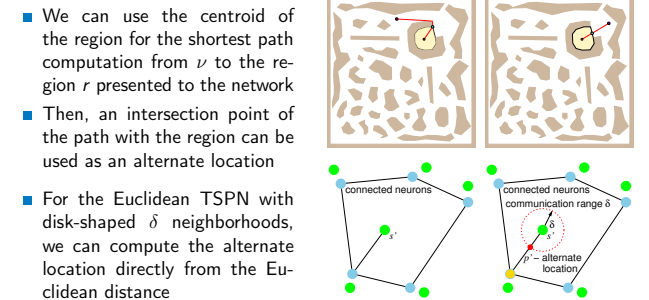 We can use the centroid of
the region for the shortest path
computation from ν to the re-
gion r presented to the network
Then, an intersection point of
the path with the region can be
used as an alternate location
For the Euclidean TSPN with
disk-shaped δ neighborhoods,
we can compute the alternate
location directly from the Eu-
clidean distance
connected neurons
s'
connected neurons
communication range δ
δ
s'
p' – alternate
location